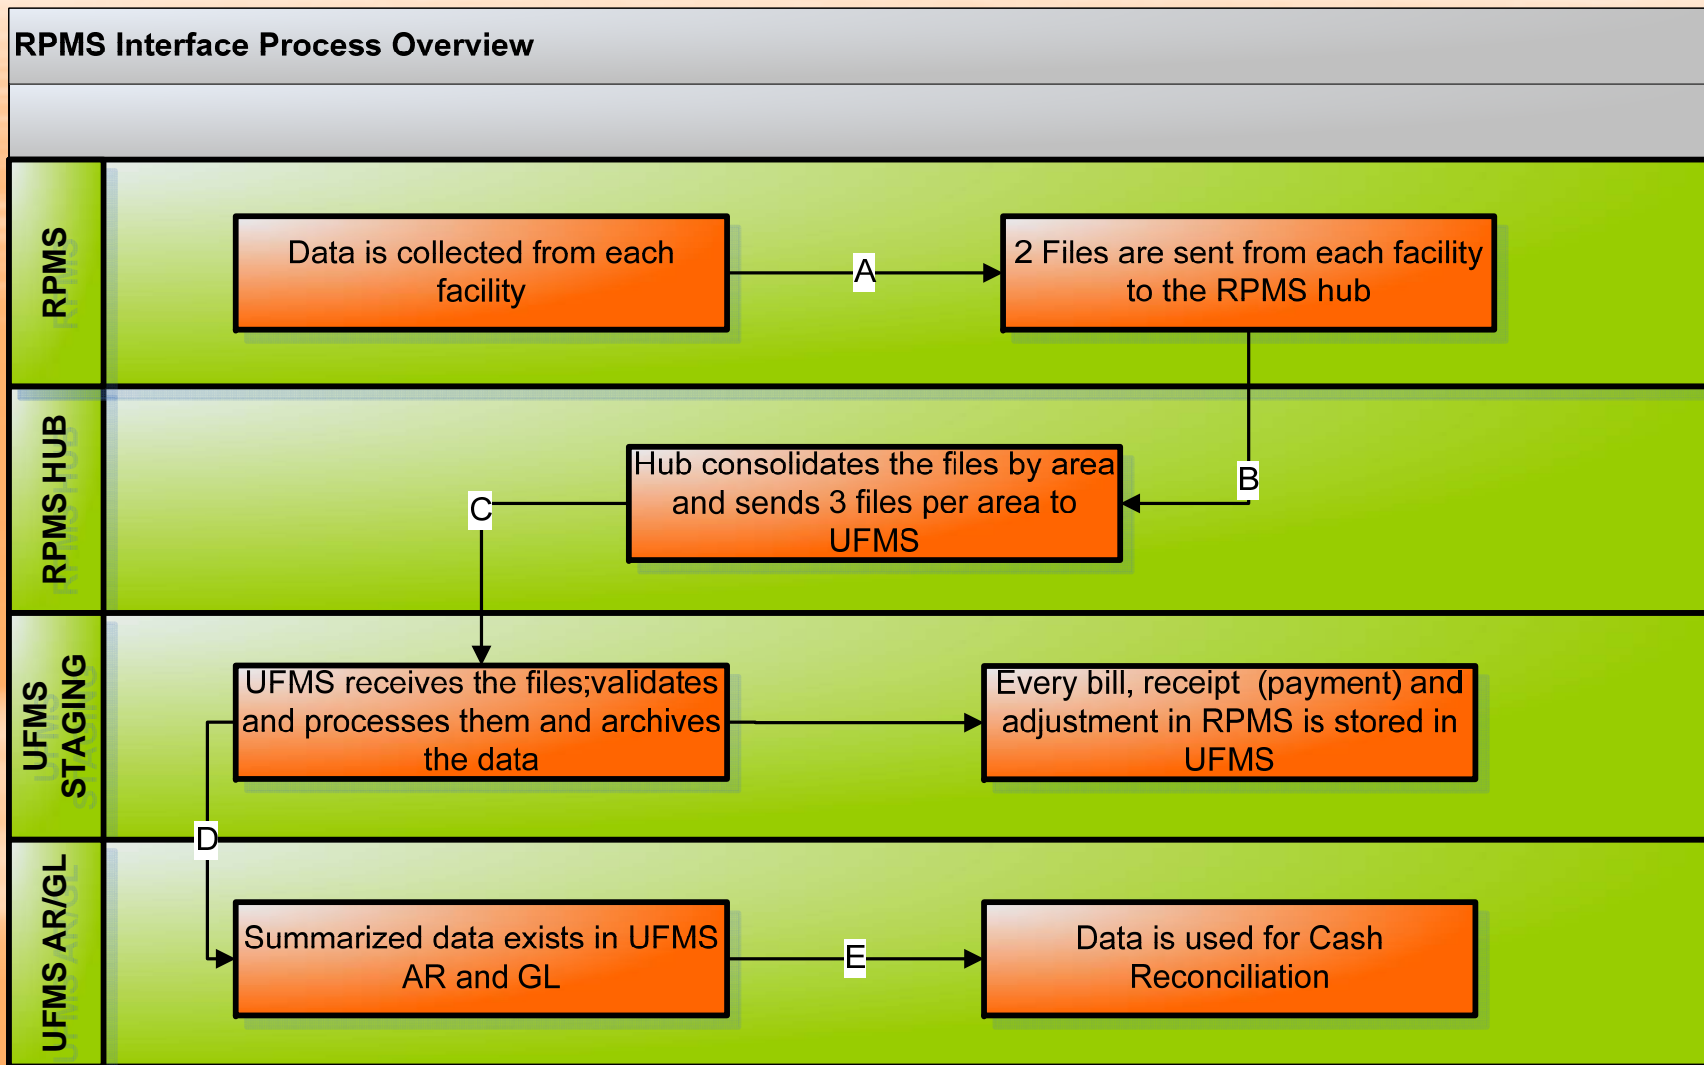 RPMS Interface Process Overview
RPMS
Data is collected from each
facility
A
2 Files are sent from each facility
to the RPMS hub
RPMS HUB
Hub consolidates the files by area
and sends 3 files per area to
UFMS
B
C
UFMS
STAGING
UFMS receives the files;validates
and processes them and archives
the data
Every bill, receipt  (payment) and
adjustment in RPMS is stored in
UFMS
D
UFMS AR/GL
Summarized data exists in UFMS
AR and GL
E
Data is used for Cash
Reconciliation